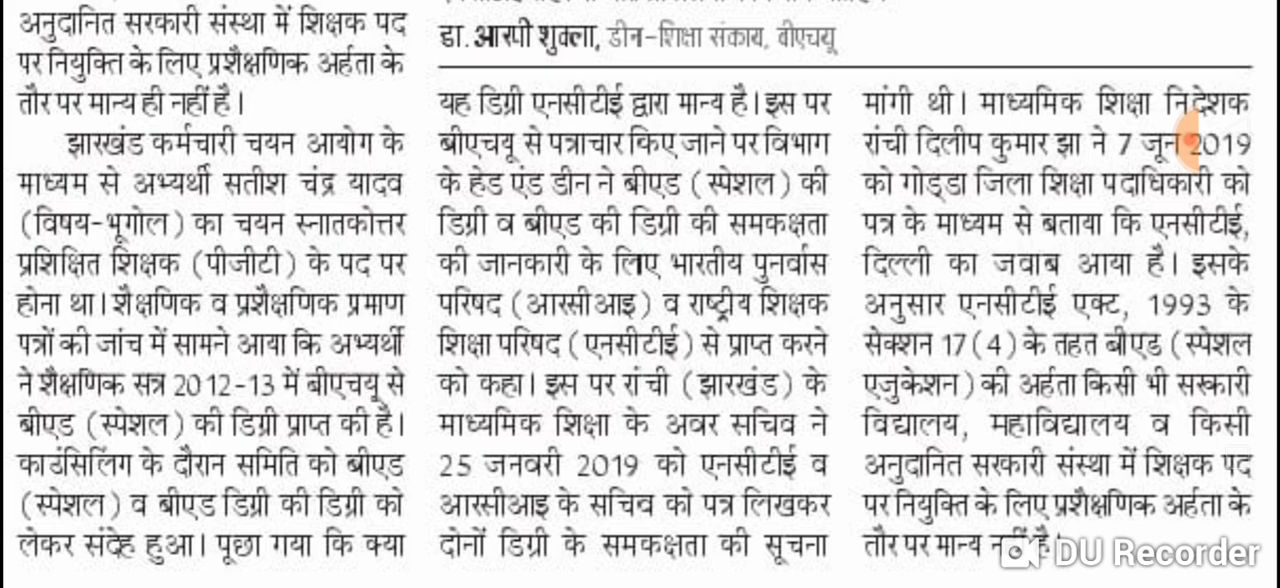 अनुदानित सरकारी संस्था में शिक्षक पद
पर नियुक्ति के लिए प्रशैक्षणिक अर्हता के
तौर पर मान्य ही नहीं है।
झारखंड कर्मचारी चयन आयोग के
माध्यम से अभ्यर्थी सतीश चंद्र यादव
(विषय-भूगोल) का चयन स्नातकोत्तर
प्रशिक्षित शिक्षक (पीजीटी) के पद पर
होना था। शैक्षणिक व प्रशैक्षणिक प्रमाण
पत्रों की जांच में सामने आया कि अभ्यर्थी
ने शैक्षणिक सत्र 2012-13 में बीएचयू से
बीएड (स्पेशल) की डिग्री प्राप्त की है।
काउंसिलिंग के दौरान समिति को बीएड
(स्पेशल) व बीएड डिग्री की डिग्री को
लेकर संदेह हुआ। पूछा गया कि क्या
डा. आरपी शुक्ला, डीन-शिक्षा संकाय, बीएचयू
यह डिग्री एनसीटीई द्वारा मान्य है। इस पर
बीएचयू से पत्राचार किए जाने पर विभाग
के हेड एंड डीन ने बीएड (स्पेशल) की
डिग्री व बीएड की डिग्री की समकक्षता
की जानकारी के लिए भारतीय पुनर्वास
परिषद (आरसीआइ) व राष्ट्रीय शिक्षक
शिक्षा परिषद (एनसीटीई) से प्राप्त करने
को कहा। इस पर रांची (झारखंड) के
माध्यमिक शिक्षा के अवर सचिव ने
25 जनवरी 2019 को एनसीटीई व
आरसीआइ के सचिव को पत्र लिखकर
दोनों डिग्री के समकक्षता की सूचना
मांगी थी। माध्यमिक शिक्षा निदेशक
रांची दिलीप कुमार झा ने 7 जून 2019
को गोड्डा जिला शिक्षा पदाधिकारी को
पत्र के माध्यम से बताया कि एनसीटीई,
दिल्ली का जवाब आया है। इसके
अनुसार एनसीटीई एक्ट, 1993 के
सेक्शन 17 (4) के तहत बीएड (स्पेशल
एजुकेशन) की अर्हता किसी भी सरकारी
विद्यालय, महाविद्यालय व किसी
अनुदानित सरकारी संस्था में शिक्षक पद
पर नियुक्ति के लिए प्रशैक्षणिक अर्हता के
तौर पर मान्य नहीं है।
DU Recorder